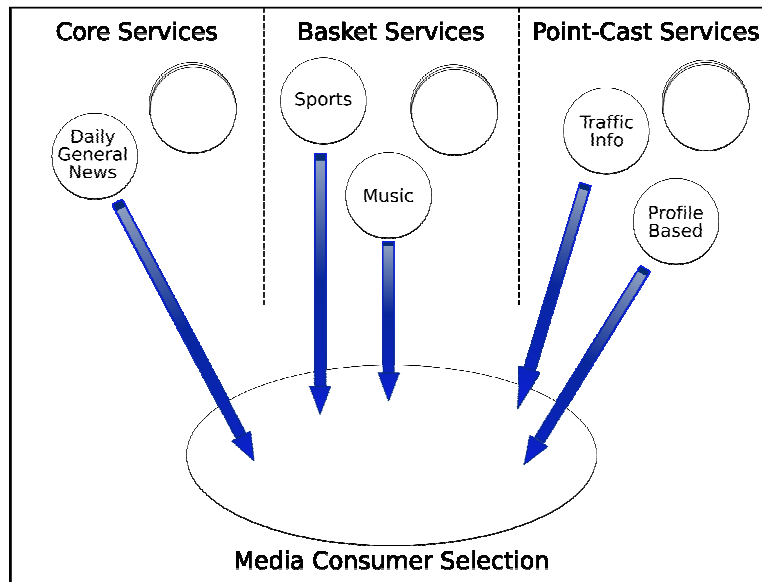 Core Services
Basket Services
Point-Cast Services
Daily
General
News
Sports
Music
Traffic
Info
Profile
Based
Media Consumer Selection